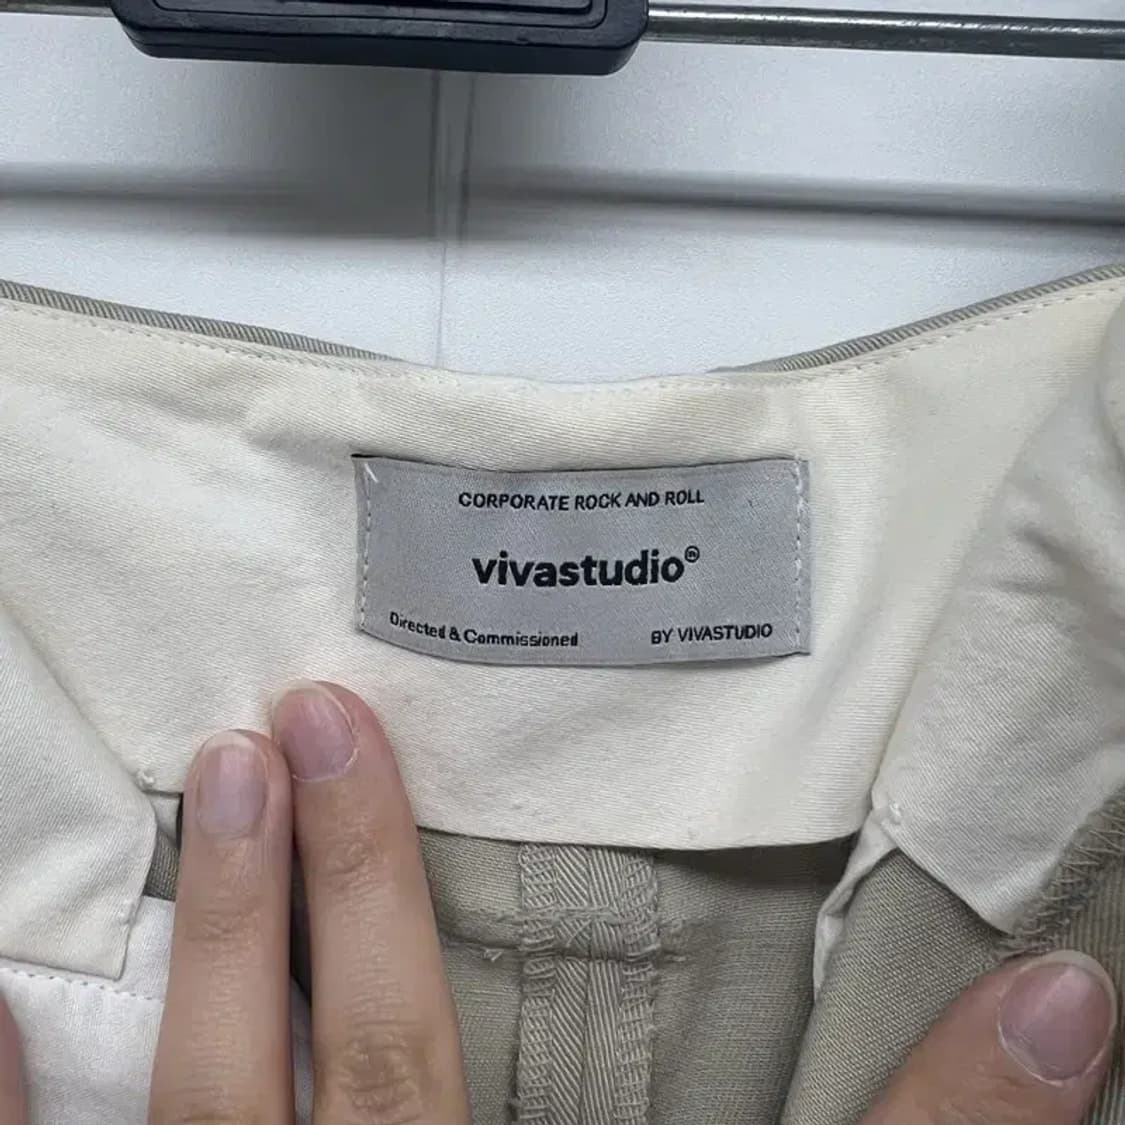 CORPORATE ROCK AND ROLL
vivastudio®
Directed & Commissioned BY VIVASTUDIO